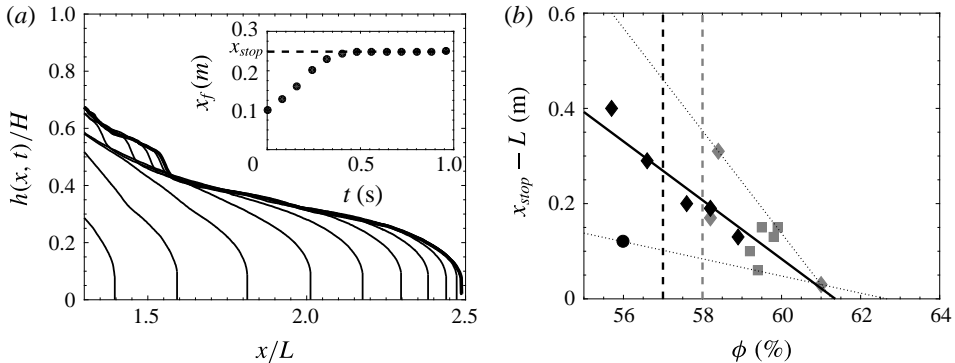 (a)
1.0
0.8
0.6
0.4
0.2
0
h(x, t)/H
1.5
2.0
2.5
x/L
0.3
x_stop
0.2
0.1
x_f (m)
0
0.5
1.0
t (s)
(b)
0.6
0.4
0.2
0
x_stop – L (m)
56
58
60
62
64
ϕ (%)